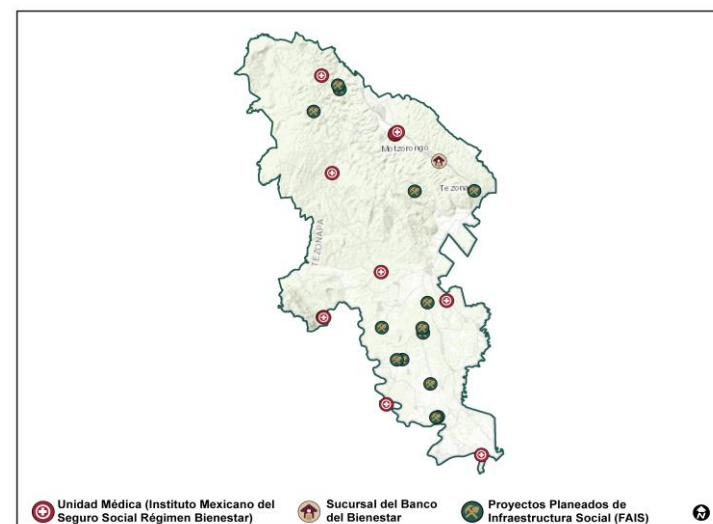 Motzorongo
Tezona
TEZONAPA
Unidad Médica (Instituto Mexicano del
Seguro Social Régimen Bienestar)
Sucursal del Banco
del Bienestar
Proyectos Planeados de
Infraestructura Social (FAIS)